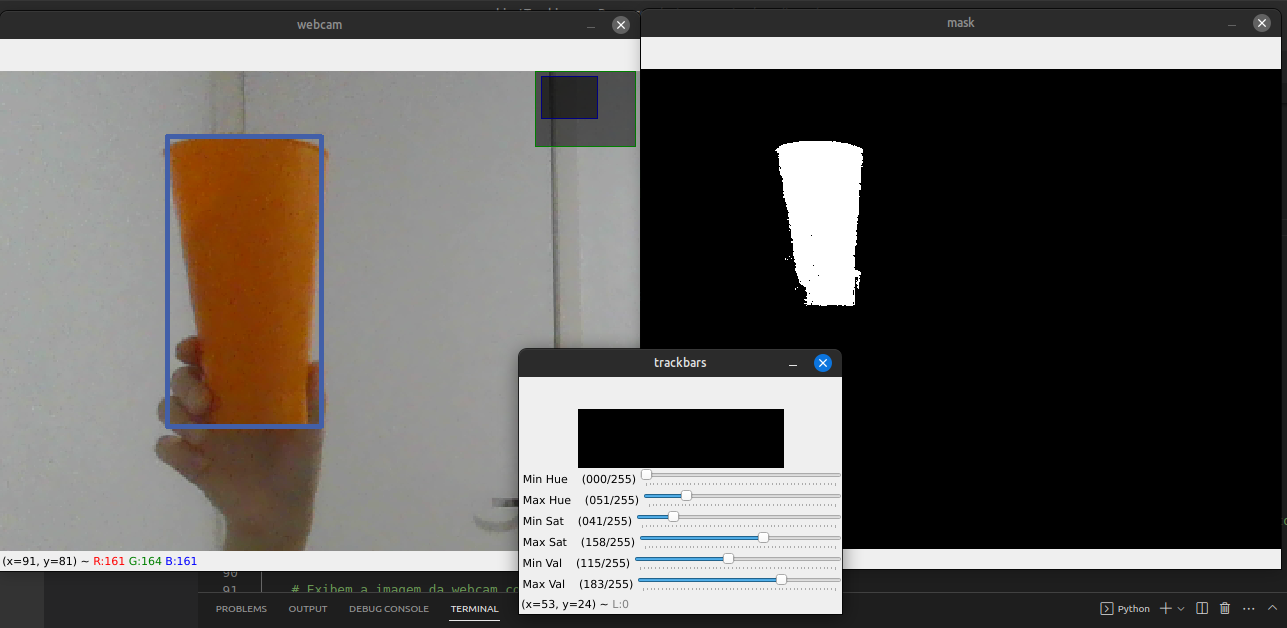 webcam
mask
(x=91, y=81) ~ R:161 G:164 B:161
trackbars
Min Hue (000/255)
Max Hue (051/255)
Min Sat (041/255)
Max Sat (158/255)
Min Val (115/255)
Max Val (183/255)
(x=53, y=24) ~ L:0
90
91 # Exibem a imagem da webcam co
PROBLEMS OUTPUT DEBUG CONSOLE TERMINAL Python